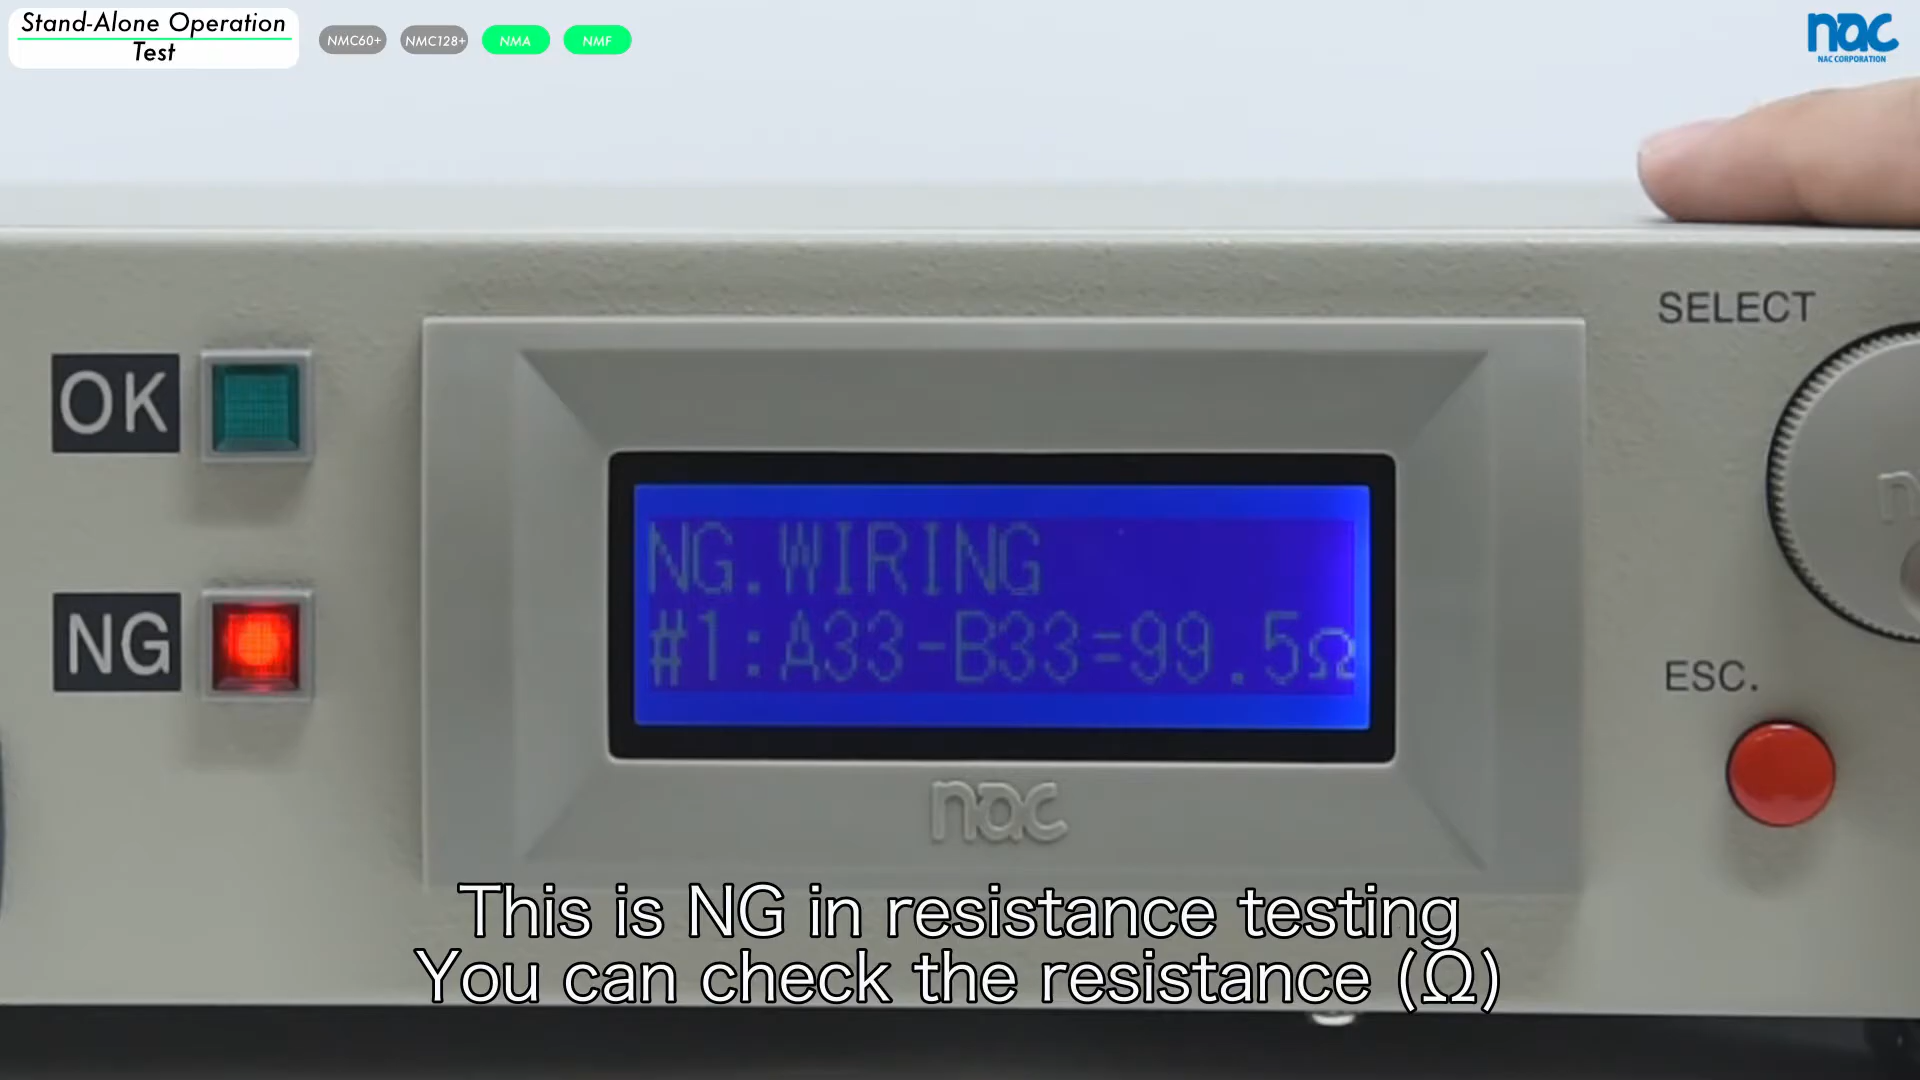 Stand-Alone Operation
Test
NMC60+
NMC128+
NMA
NMF
nac
NAC CORPORATION
SELECT
OK
NG
NG.WIRING
#1:A33-B33=99.5Ω
ESC.
nac
This is NG in resistance testing
You can check the resistance (Ω)